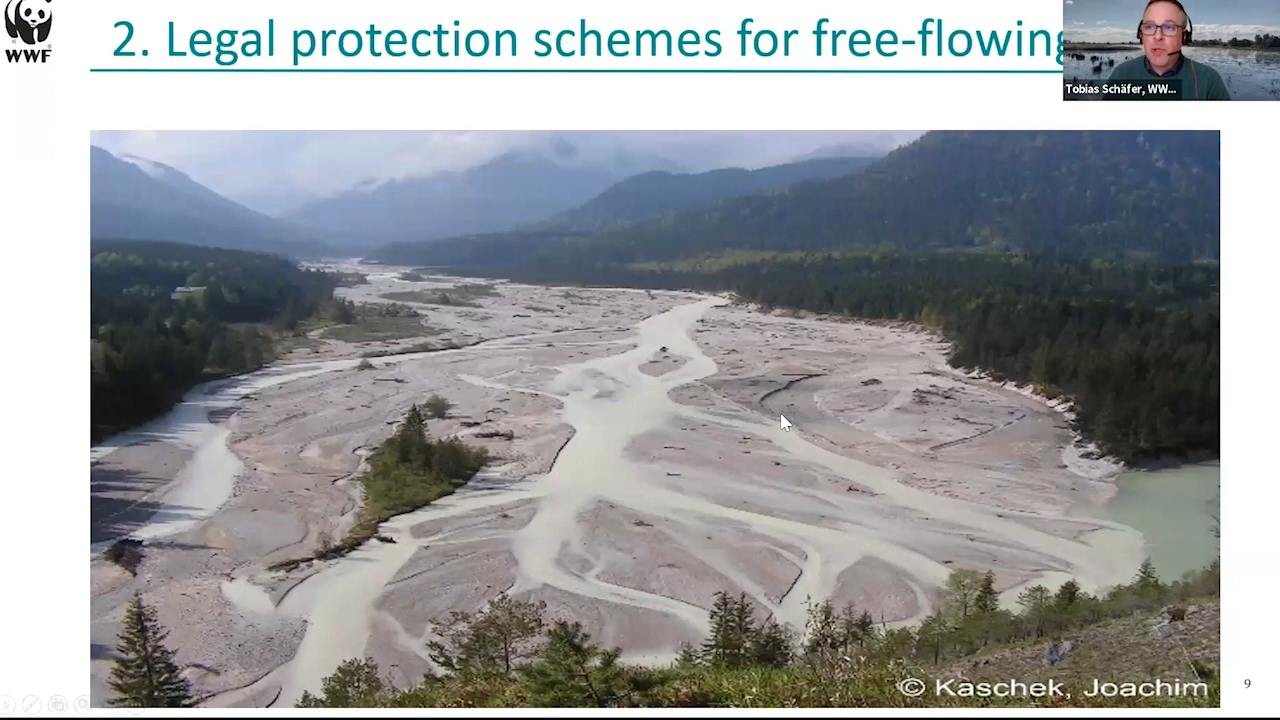 WWF
2. Legal protection schemes for free-flowing
Tobias Schäfer, WW...
© Kaschek, Joachim
9